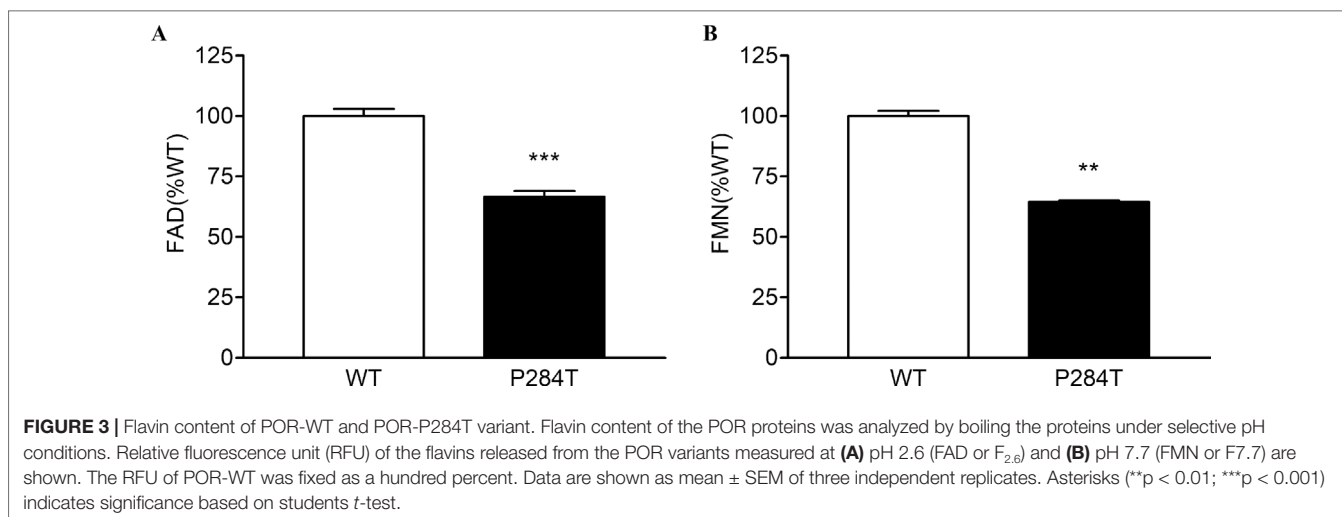 A
125
100
75
50
25
0
FAD(%WT)
***
WT
P284T
B
125
100
75
50
25
0
FMN(%WT)
**
WT
P284T
FIGURE 3 | Flavin content of POR-WT and POR-P284T variant. Flavin content of the POR proteins was analyzed by boiling the proteins under selective pH
conditions. Relative fluorescence unit (RFU) of the flavins released from the POR variants measured at (A) pH 2.6 (FAD or F2.6) and (B) pH 7.7 (FMN or F7.7) are
shown. The RFU of POR-WT was fixed as a hundred percent. Data are shown as mean ± SEM of three independent replicates. Asterisks (**p < 0.01; ***p < 0.001)
indicates significance based on students t-test.